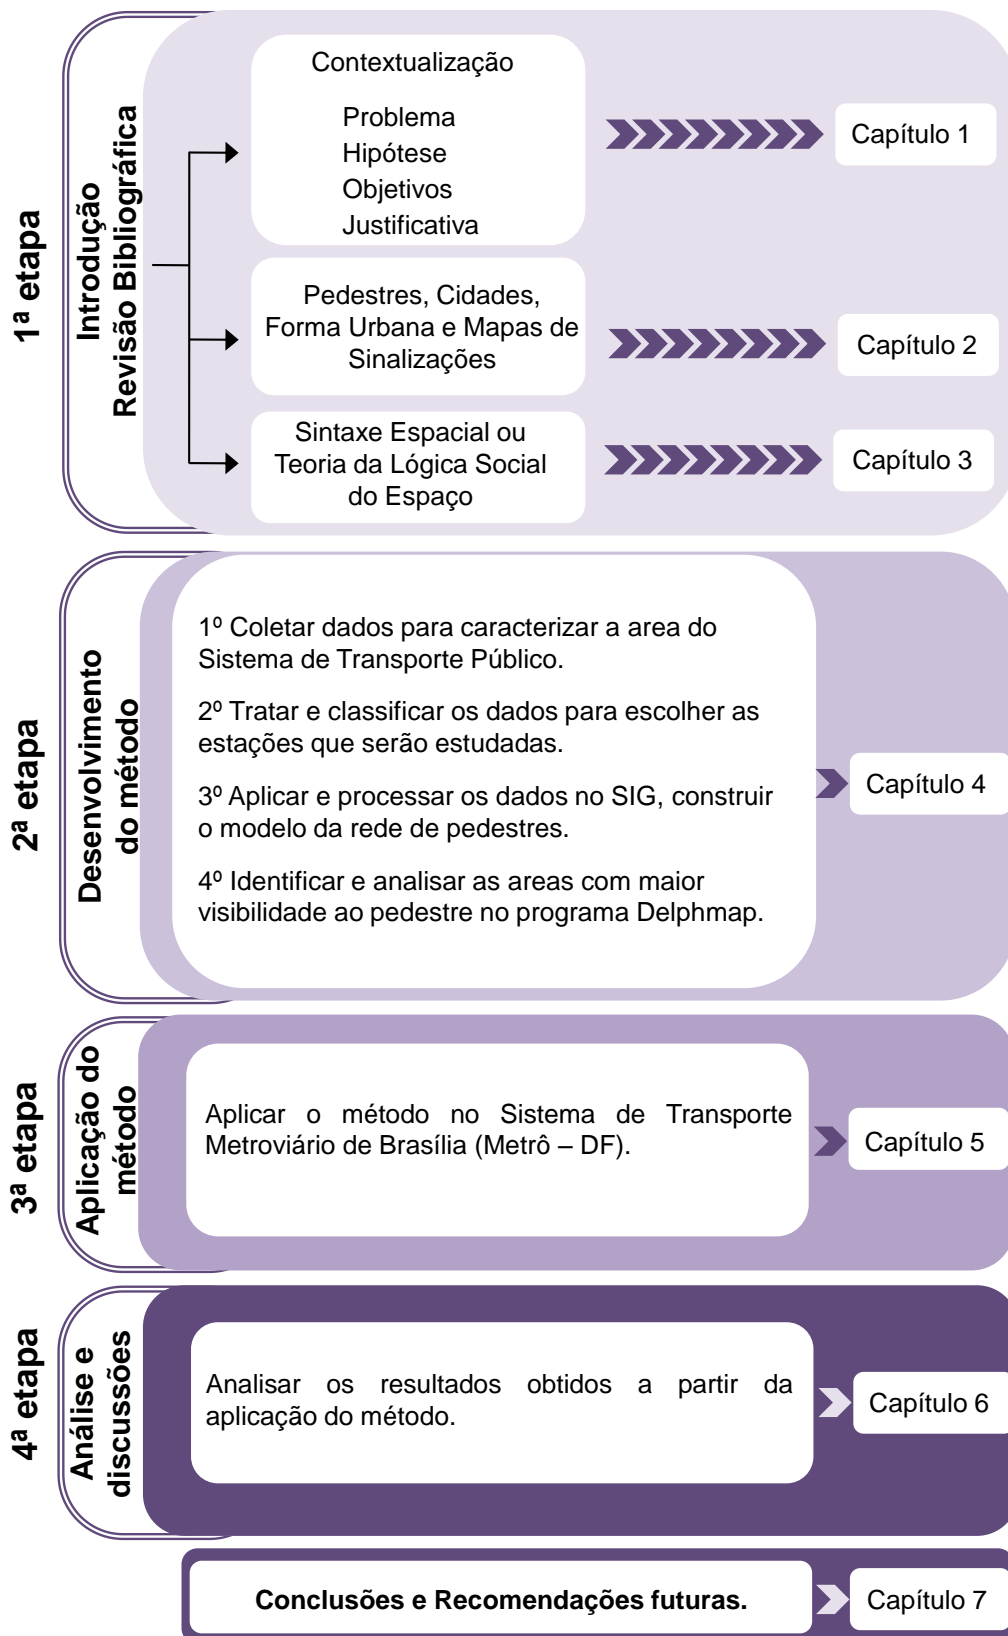 1ª etapa
Introdução
Revisão Bibliográfica
Contextualização
Problema
Hipótese
Objetivos
Justificativa
Capítulo 1
Pedestres, Cidades,
Forma Urbana e Mapas de
Sinalizações
Capítulo 2
Sintaxe Espacial ou
Teoria da Lógica Social
do Espaço
Capítulo 3
2ª etapa
Desenvolvimento
do método
1º Coletar dados para caracterizar a area do
Sistema de Transporte Público.
2º Tratar e classificar os dados para escolher as
estações que serão estudadas.
3º Aplicar e processar os dados no SIG, construir
o modelo da rede de pedestres.
4º Identificar e analisar as areas com maior
visibilidade ao pedestre no programa Delphmap.
Capítulo 4
3ª etapa
Aplicação do
método
Aplicar o método no Sistema de Transporte
Metroviário de Brasília (Metrô – DF).
Capítulo 5
4ª etapa
Análise e
discussões
Analisar os resultados obtidos a partir da
aplicação do método.
Capítulo 6
Conclusões e Recomendações futuras.
Capítulo 7